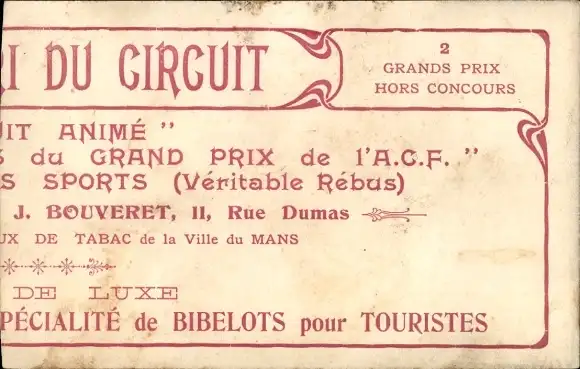 RI DU CIRCUIT
2
GRANDS PRIX
HORS CONCOURS
UIT ANIMÉ "
S du GRAND PRIX de l'A.C.F. "
S SPORTS (Véritable Rébus)
J. BOUVERET, 11, Rue Dumas
UX DE TABAC de la Ville du MANS
DE LUXE
PÉCIALITÉ de BIBELOTS pour TOURISTES